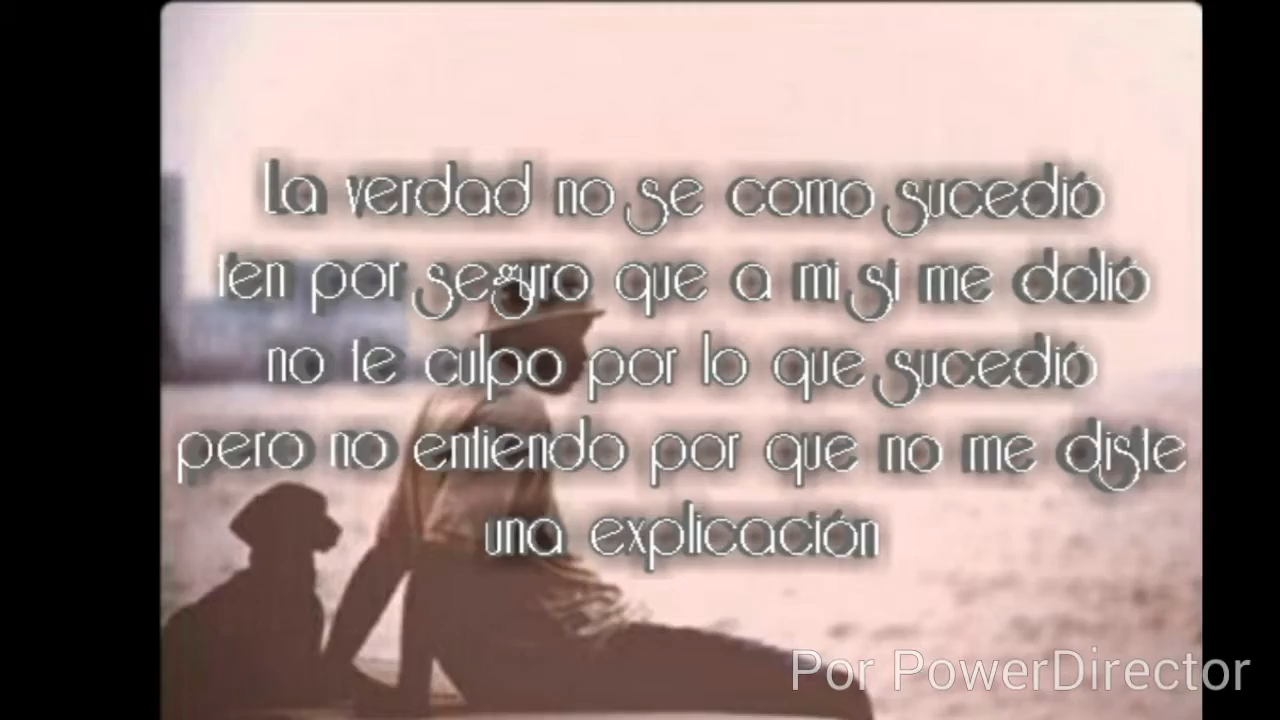 La verdad no se como sucedió
ten por seguro que a mi si me dolió
no te culpo por lo que sucedió
pero no entiendo por que no me diste
una explicación
Por PowerDirector